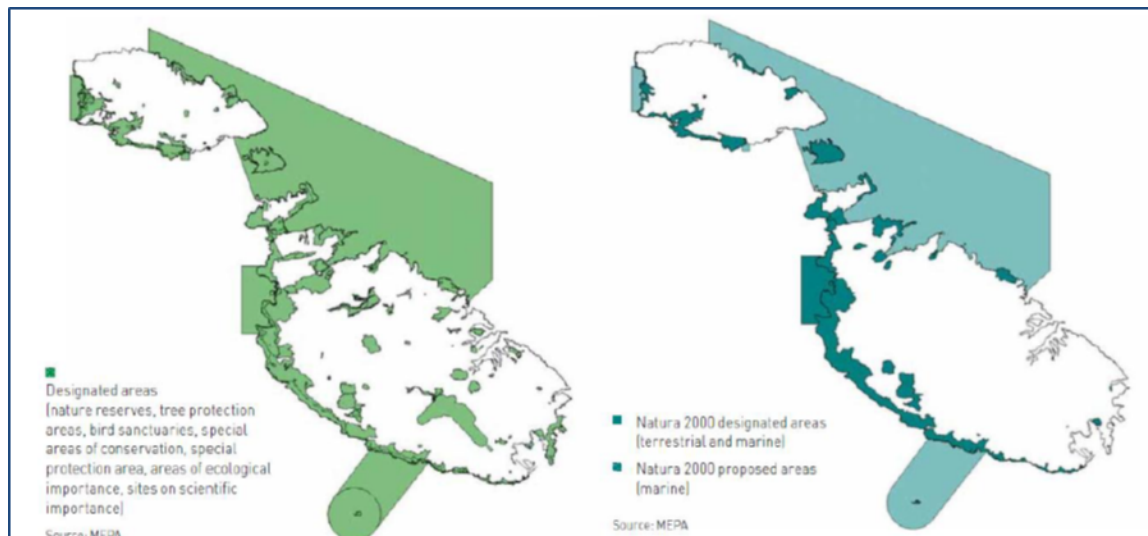 Designated areas
(nature reserves, tree protection
areas, bird sanctuaries, special
areas of conservation, special
protection area, areas of ecological
importance, sites on scientific
importance)
Source: MEPA
Natura 2000 designated areas
(terrestrial and marine)
Natura 2000 proposed areas
(marine)
Source: MEPA